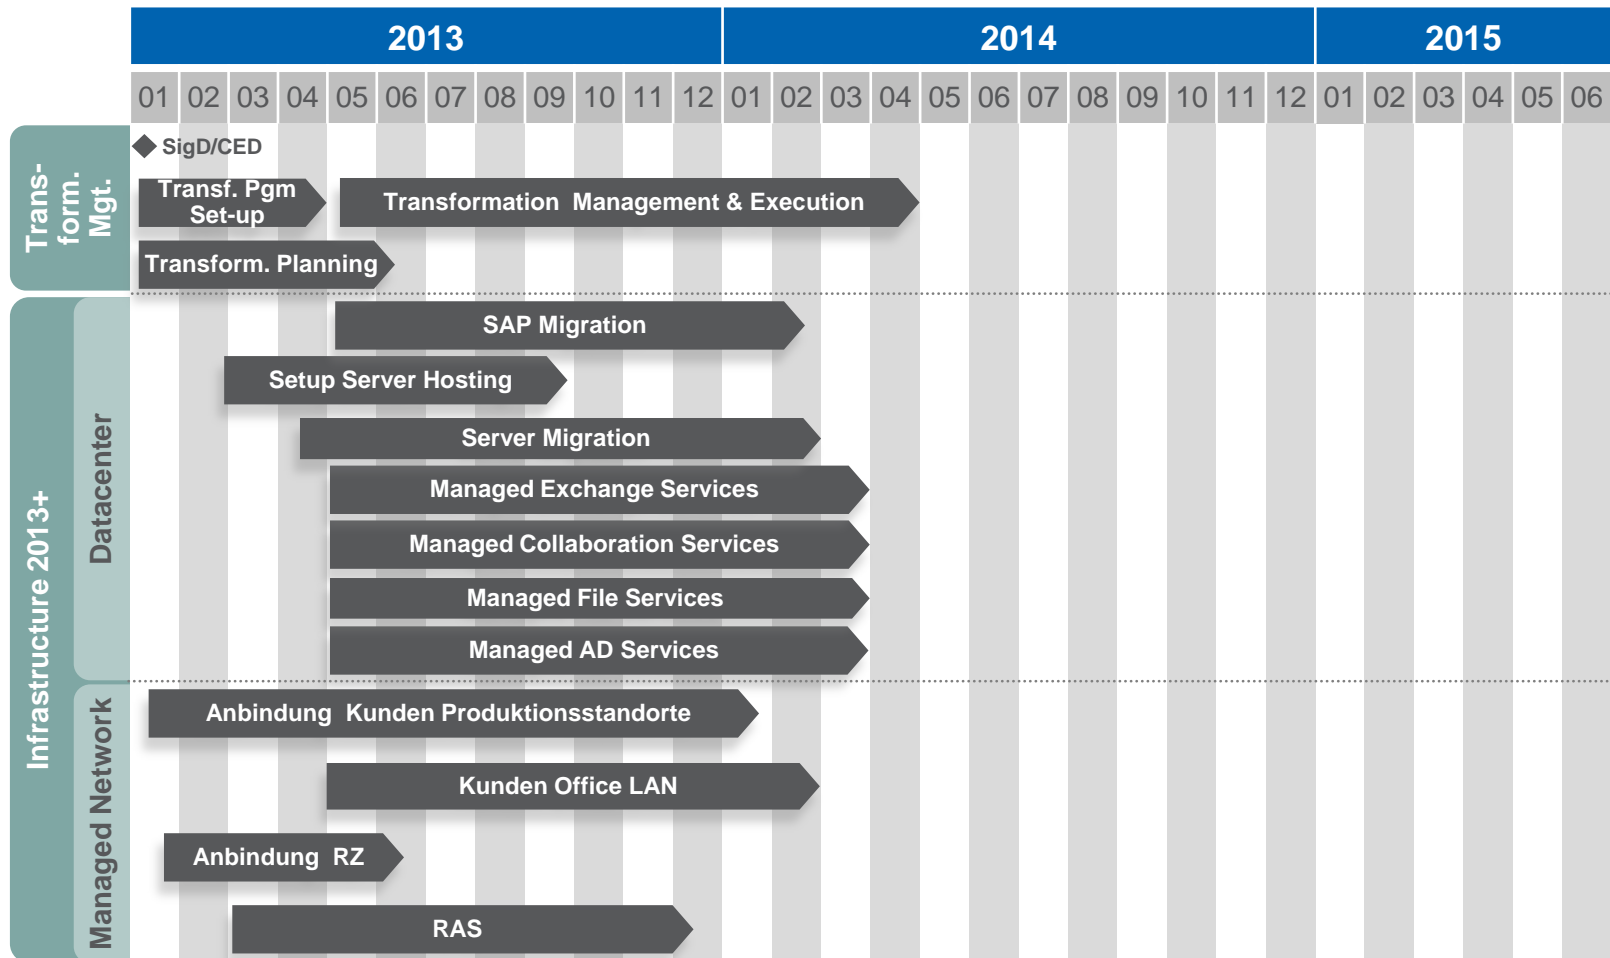 2013 2014 2015
01 02 03 04 05 06 07 08 09 10 11 12 01 02 03 04 05 06 07 08 09 10 11 12 01 02 03 04 05 06
Trans-
form.
Mgt.
SigD/CED
Transf. Pgm
Set-up
Transformation Management & Execution
Transform. Planning
Infrastructure 2013+
Datacenter
SAP Migration
Setup Server Hosting
Server Migration
Managed Exchange Services
Managed Collaboration Services
Managed File Services
Managed AD Services
Managed Network
Anbindung Kunden Produktionsstandorte
Kunden Office LAN
Anbindung RZ
RAS